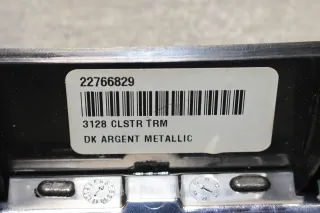 22766829
3128 CLSTR TRM
DK ARGENT METALLIC